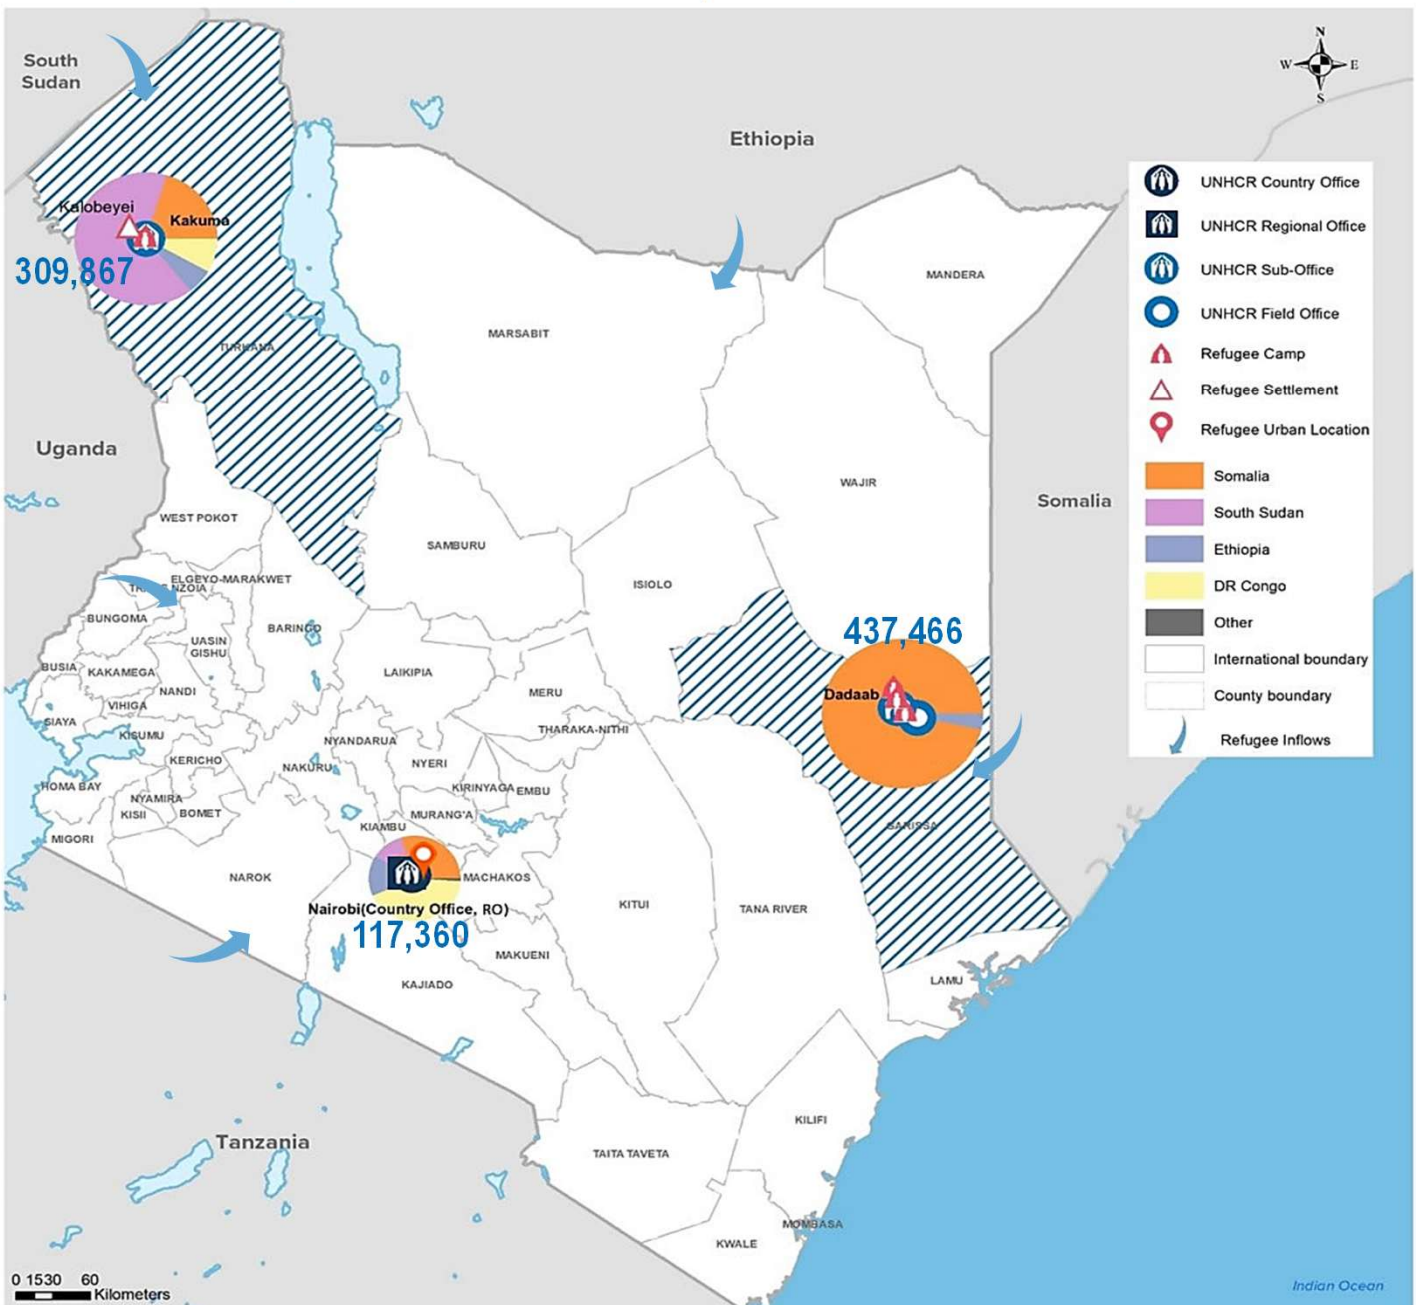 South
Sudan
N
W E
S
Ethiopia
UNHCR Country Office
UNHCR Regional Office
UNHCR Sub-Office
UNHCR Field Office
Refugee Camp
Refugee Settlement
Refugee Urban Location
Somalia
South Sudan
Ethiopia
DR Congo
Other
International boundary
County boundary
Refugee Inflows
Kalobeyei
Kakuma
309,867
MANDERA
MARSABIT
TURKANA
Uganda
WAJIR
Somalia
WEST POKOT
SAMBURU
ISIOLO
ELGEYO-MARAKWET
TRANS NZOIA
BUNGOMA
BARINGO
UASIN
GISHU
437,466
BUSIA
KAKAMEGA
LAIKIPIA
NANDI
MERU
Dadaab
VIHIGA
SIAYA
KISUMU
THARAKA-NITHI
NYANDARUA
KERICHO
NAKURU
NYERI
HOMA BAY
NYAMIRA
KIRINYAGA
EMBU
KISII
BOMET
MURANG'A
KIAMBU
GARISSA
MIGORI
NAROK
MACHAKOS
KITUI
TANA RIVER
Nairobi(Country Office, RO)
117,360
MAKUENI
KAJIADO
LAMU
KILIFI
Tanzania
TAITA TAVETA
MOMBASA
KWALE
0 1530 60
Kilometers
Indian Ocean